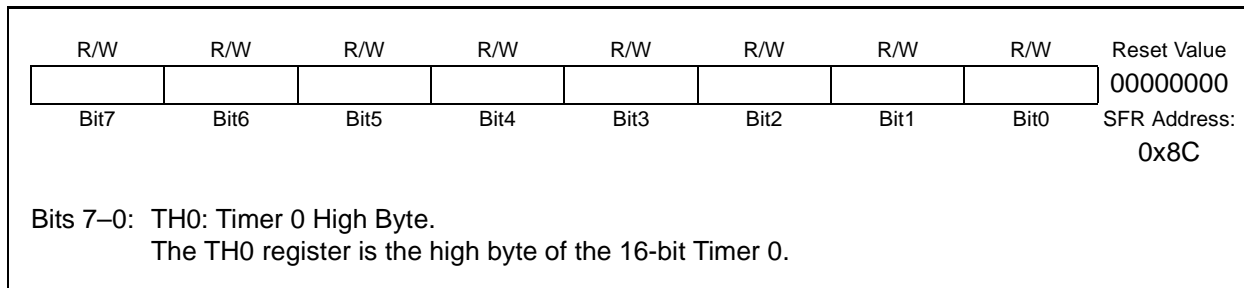 R/W R/W R/W R/W R/W R/W R/W R/W Reset Value
00000000
Bit7 Bit6 Bit5 Bit4 Bit3 Bit2 Bit1 Bit0 SFR Address:
0x8C
Bits 7–0: TH0: Timer 0 High Byte.
The TH0 register is the high byte of the 16-bit Timer 0.